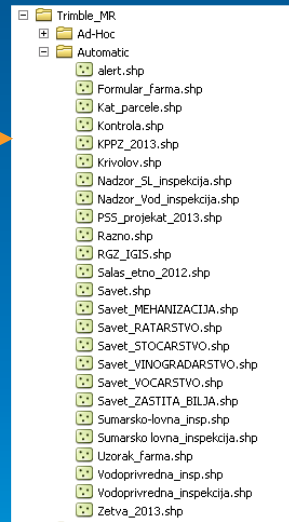 Trimble_MR
Ad-Hoc
Automatic
alert.shp
Formular_farma.shp
Kat_parcele.shp
Kontrola.shp
KPPZ_2013.shp
Krivolov.shp
Nadzor_SL_inspekcija.shp
Nadzor_Vod_inspekcija.shp
PSS_projekat_2013.shp
Razno.shp
RGZ_IGIS.shp
Salas_etno_2012.shp
Savet.shp
Savet_MEHANIZACIJA.shp
Savet_RATARSTVO.shp
Savet_STOCARSTVO.shp
Savet_VINOGRADARSTVO.shp
Savet_VOCARSTVO.shp
Savet_ZASTITA_BILJA.shp
Sumarsko-lovna_insp.shp
Sumarsko lovna_inspekcija.shp
Uzorak_farma.shp
Vodoprivredna_insp.shp
Vodoprivredna_inspekcija.shp
Zetva_2013.shp